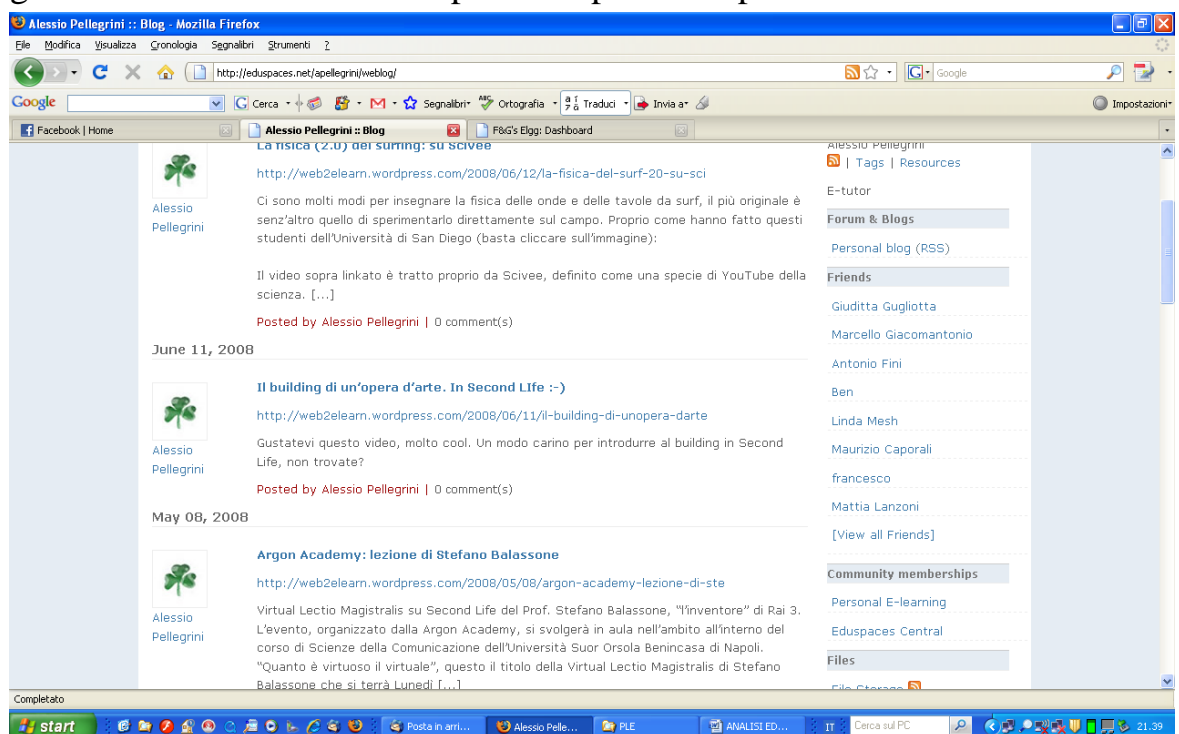 Alessio Pellegrini :: Blog - Mozilla Firefox
File Modifica Visualizza Cronologia Segnalibri Strumenti ?
http://eduspaces.net/apellegrini/weblog/
Google
Google
Cerca
Segnalibri
Ortografia
Traduci
Invia a
Impostazioni
Facebook | Home
Alessio Pellegrini :: Blog
F&G's Elgg: Dashboard
La fisica (2.0) del surfing: su Scivee
http://web2elearn.wordpress.com/2008/06/12/la-fisica-del-surf-20-su-sci
Alessio
Pellegrini
Ci sono molti modi per insegnare la fisica delle onde e delle tavole da surf, il più originale è
senz'altro quello di sperimentarlo direttamente sul campo. Proprio come hanno fatto questi
studenti dell'Università di San Diego (basta cliccare sull'immagine):
Il video sopra linkato è tratto proprio da Scivee, definito come una specie di YouTube della
scienza. [...]
Posted by Alessio Pellegrini | 0 comment(s)
June 11, 2008
Il building di un'opera d'arte. In Second LIfe :-)
http://web2elearn.wordpress.com/2008/06/11/il-building-di-unopera-darte
Alessio
Pellegrini
Gustatevi questo video, molto cool. Un modo carino per introdurre al building in Second
Life, non trovate?
Posted by Alessio Pellegrini | 0 comment(s)
May 08, 2008
Argon Academy: lezione di Stefano Balassone
http://web2elearn.wordpress.com/2008/05/08/argon-academy-lezione-di-ste
Alessio
Pellegrini
Virtual Lectio Magistralis su Second Life del Prof. Stefano Balassone, "l'inventore" di Rai 3.
L'evento, organizzato dalla Argon Academy, si svolgerà in aula nell'ambito all'interno del
corso di Scienze della Comunicazione dell'Università Suor Orsola Benincasa di Napoli.
"Quanto è virtuoso il virtuale", questo il titolo della Virtual Lectio Magistralis di Stefano
Balassone che si terrà Lunedì [...]
Alessio Pellegrini
| Tags | Resources
E-tutor
Forum & Blogs
Personal blog (RSS)
Friends
Giuditta Gugliotta
Marcello Giacomantonio
Antonio Fini
Ben
Linda Mesh
Maurizio Caporali
francesco
Mattia Lanzoni
[View all Friends]
Community memberships
Personal E-learning
Eduspaces Central
Files
File Storage
Completato
start
Posta in arri...
Alessio Pelle...
PLE
ANALISI ED...
IT
Cerca sul PC
21.39